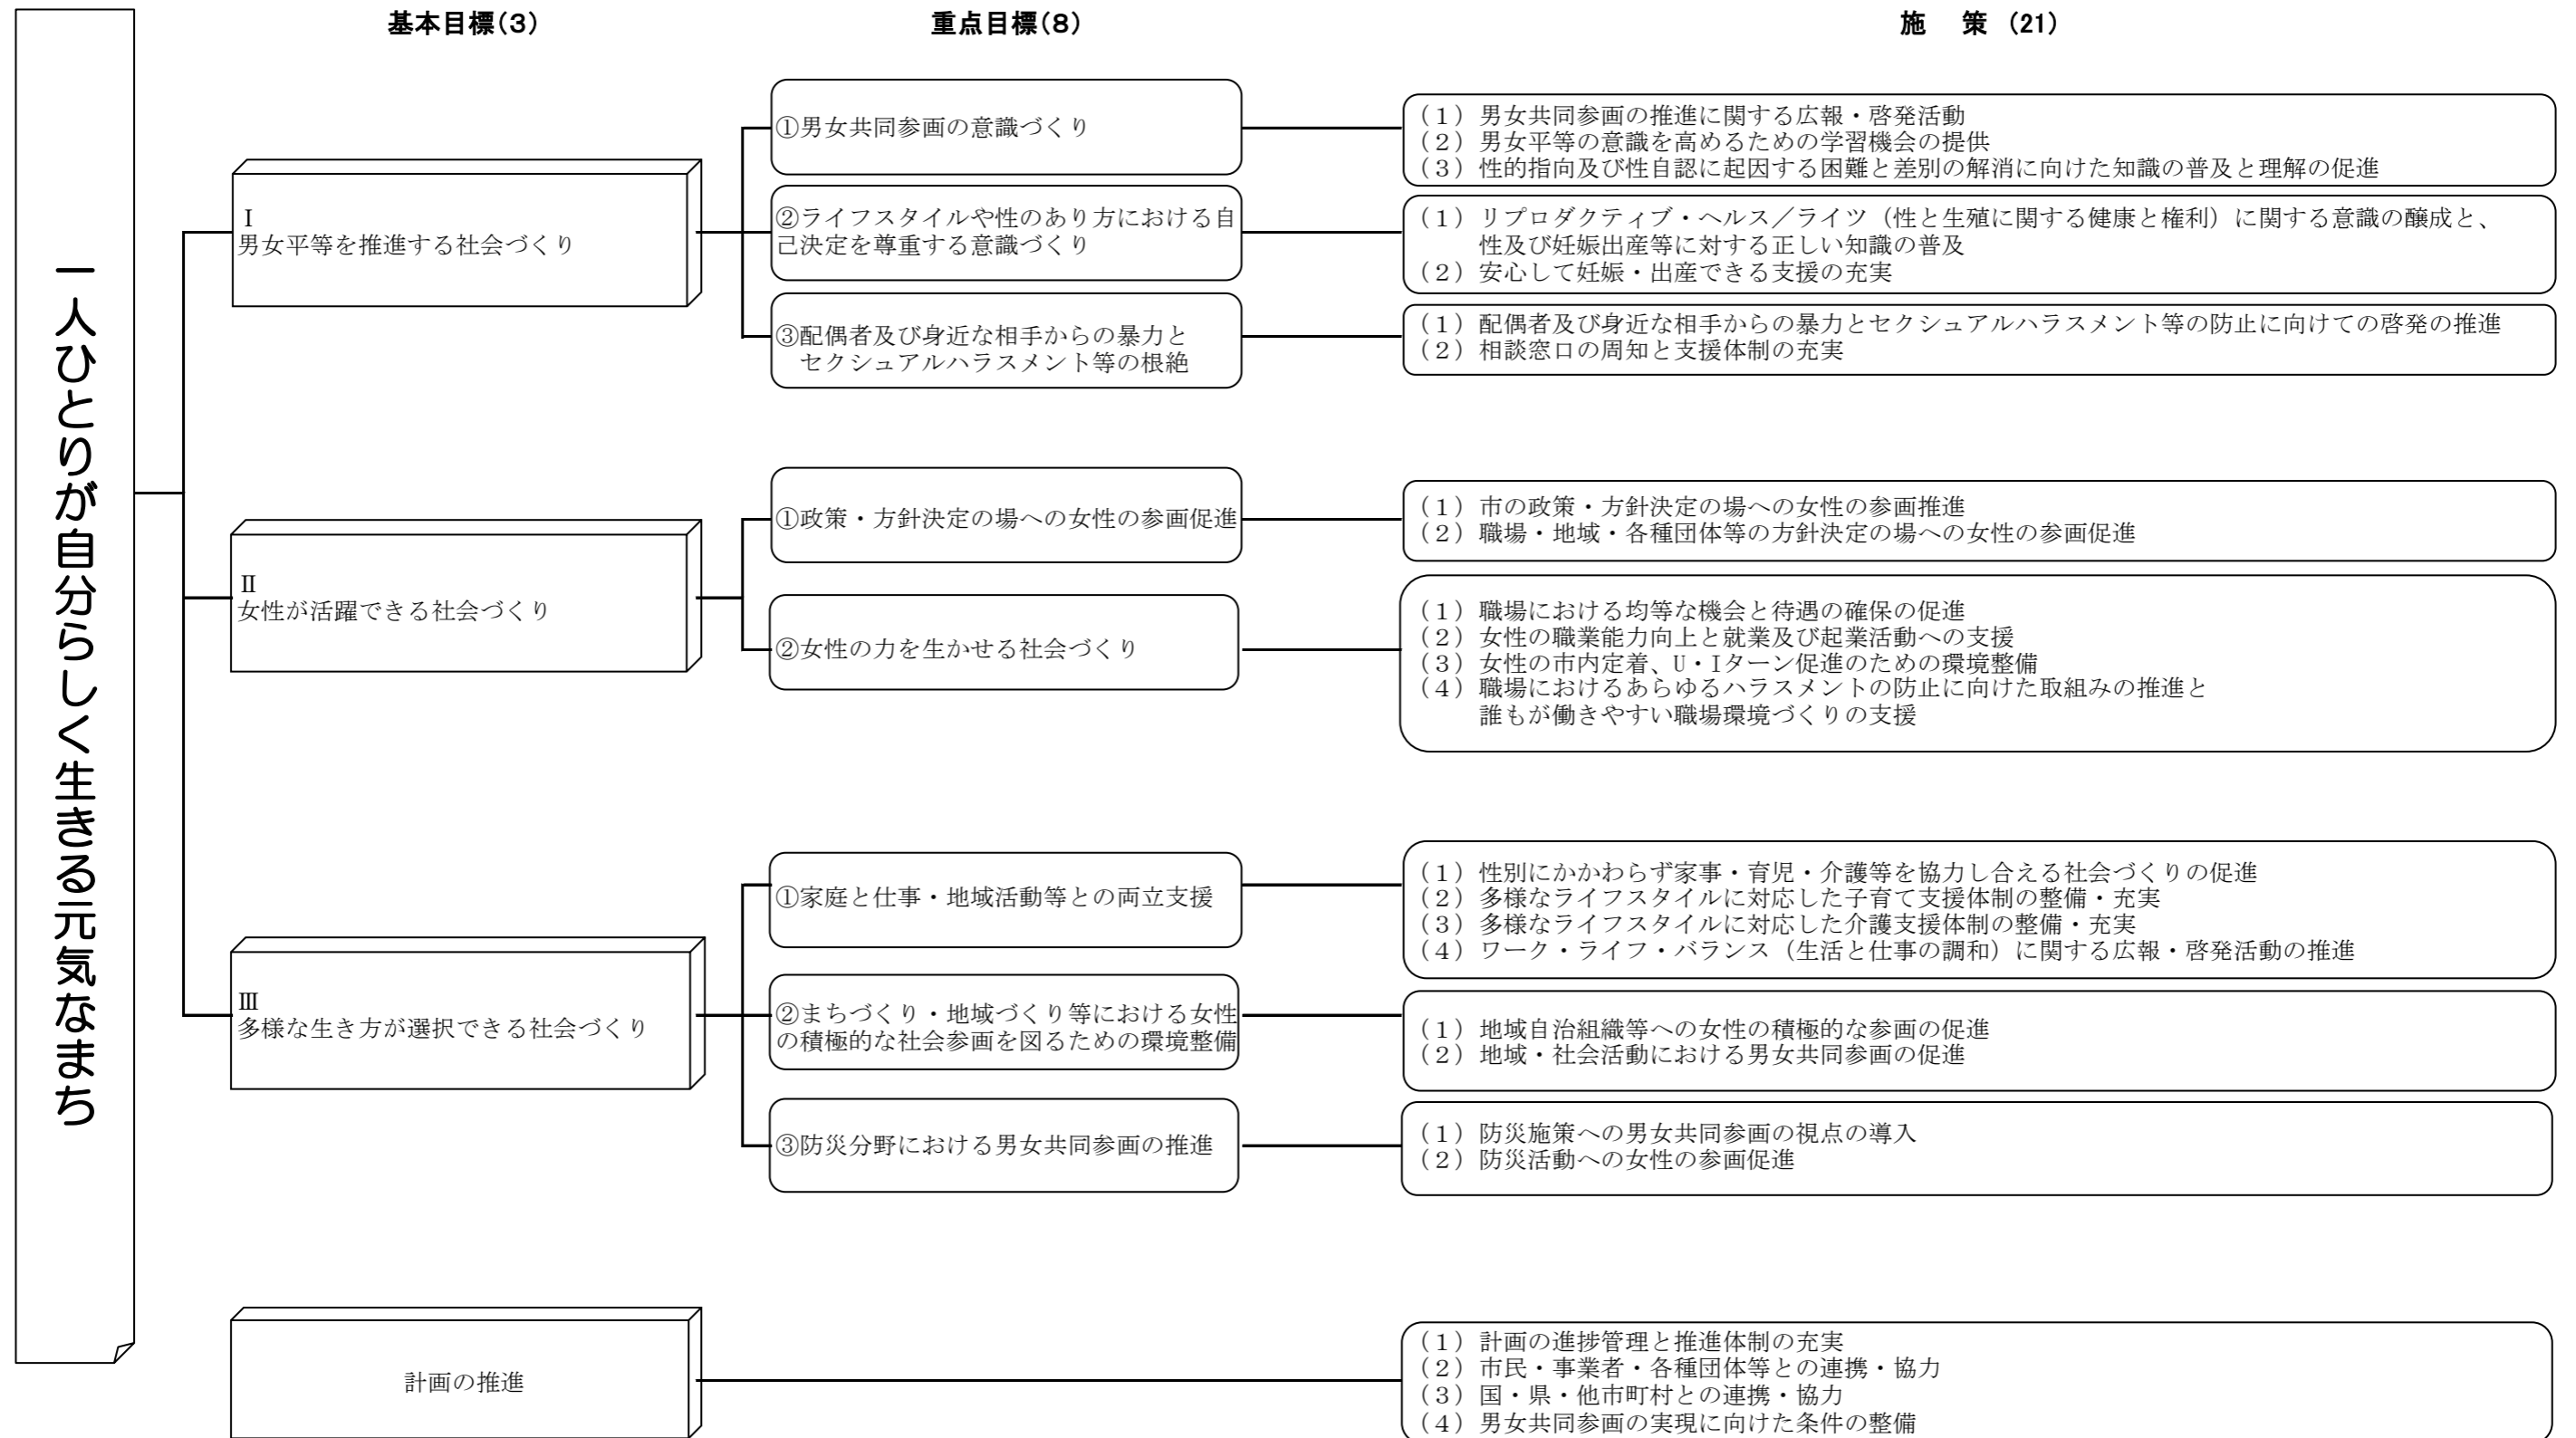 基本目標(3)
重点目標(8)
施　策 (21)
一人ひとりが自分らしく生きる元気なまち
Ⅰ
男女平等を推進する社会づくり
①男女共同参画の意識づくり
（１）男女共同参画の推進に関する広報・啓発活動
（２）男女平等の意識を高めるための学習機会の提供
（３）性的指向及び性自認に起因する困難と差別の解消に向けた知識の普及と理解の促進
②ライフスタイルや性のあり方における自
己決定を尊重する意識づくり
（１）リプロダクティブ・ヘルス／ライツ（性と生殖に関する健康と権利）に関する意識の醸成と、
性及び妊娠出産等に対する正しい知識の普及
（２）安心して妊娠・出産できる支援の充実
③配偶者及び身近な相手からの暴力と
セクシュアルハラスメント等の根絶
（１）配偶者及び身近な相手からの暴力とセクシュアルハラスメント等の防止に向けての啓発の推進
（２）相談窓口の周知と支援体制の充実
Ⅱ
女性が活躍できる社会づくり
①政策・方針決定の場への女性の参画促進
（１）市の政策・方針決定の場への女性の参画推進
（２）職場・地域・各種団体等の方針決定の場への女性の参画促進
②女性の力を生かせる社会づくり
（１）職場における均等な機会と待遇の確保の促進
（２）女性の職業能力向上と就業及び起業活動への支援
（３）女性の市内定着、U・Iターン促進のための環境整備
（４）職場におけるあらゆるハラスメントの防止に向けた取組みの推進と
誰もが働きやすい職場環境づくりの支援
Ⅲ
多様な生き方が選択できる社会づくり
①家庭と仕事・地域活動等との両立支援
（１）性別にかかわらず家事・育児・介護等を協力し合える社会づくりの促進
（２）多様なライフスタイルに対応した子育て支援体制の整備・充実
（３）多様なライフスタイルに対応した介護支援体制の整備・充実
（４）ワーク・ライフ・バランス（生活と仕事の調和）に関する広報・啓発活動の推進
②まちづくり・地域づくり等における女性
の積極的な社会参画を図るための環境整備
（１）地域自治組織等への女性の積極的な参画の促進
（２）地域・社会活動における男女共同参画の促進
③防災分野における男女共同参画の推進
（１）防災施策への男女共同参画の視点の導入
（２）防災活動への女性の参画促進
計画の推進
（１）計画の進捗管理と推進体制の充実
（２）市民・事業者・各種団体等との連携・協力
（３）国・県・他市町村との連携・協力
（４）男女共同参画の実現に向けた条件の整備